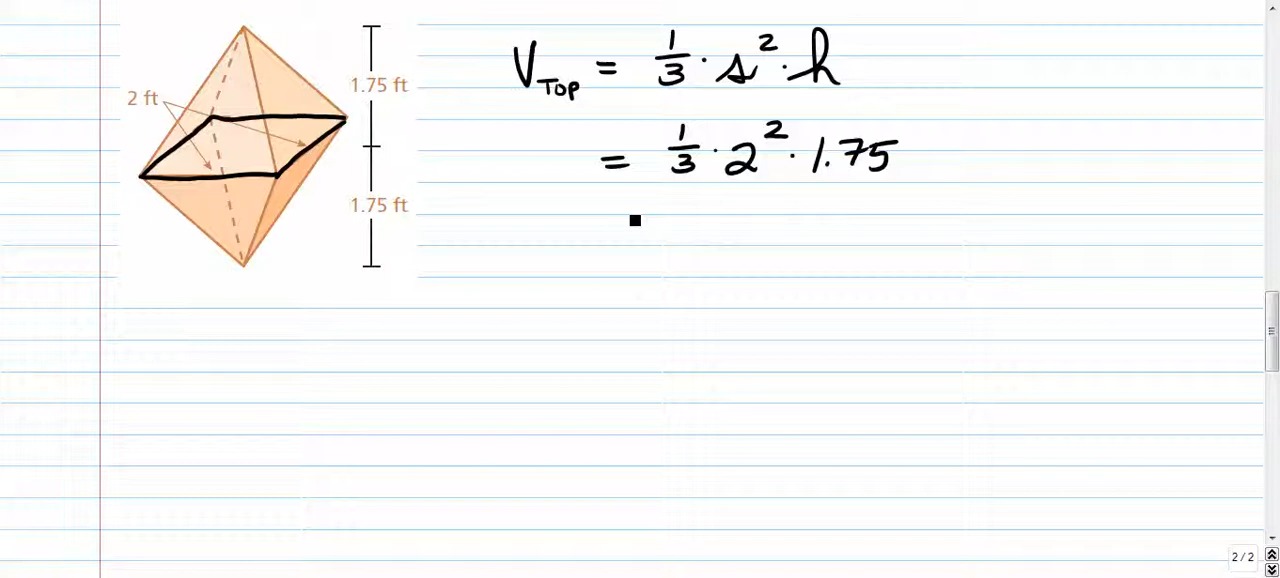 1.75 ft
2 ft
1.75 ft
V_TOP = 1/3 · s² · h
= 1/3 · 2² · 1.75
2 / 2